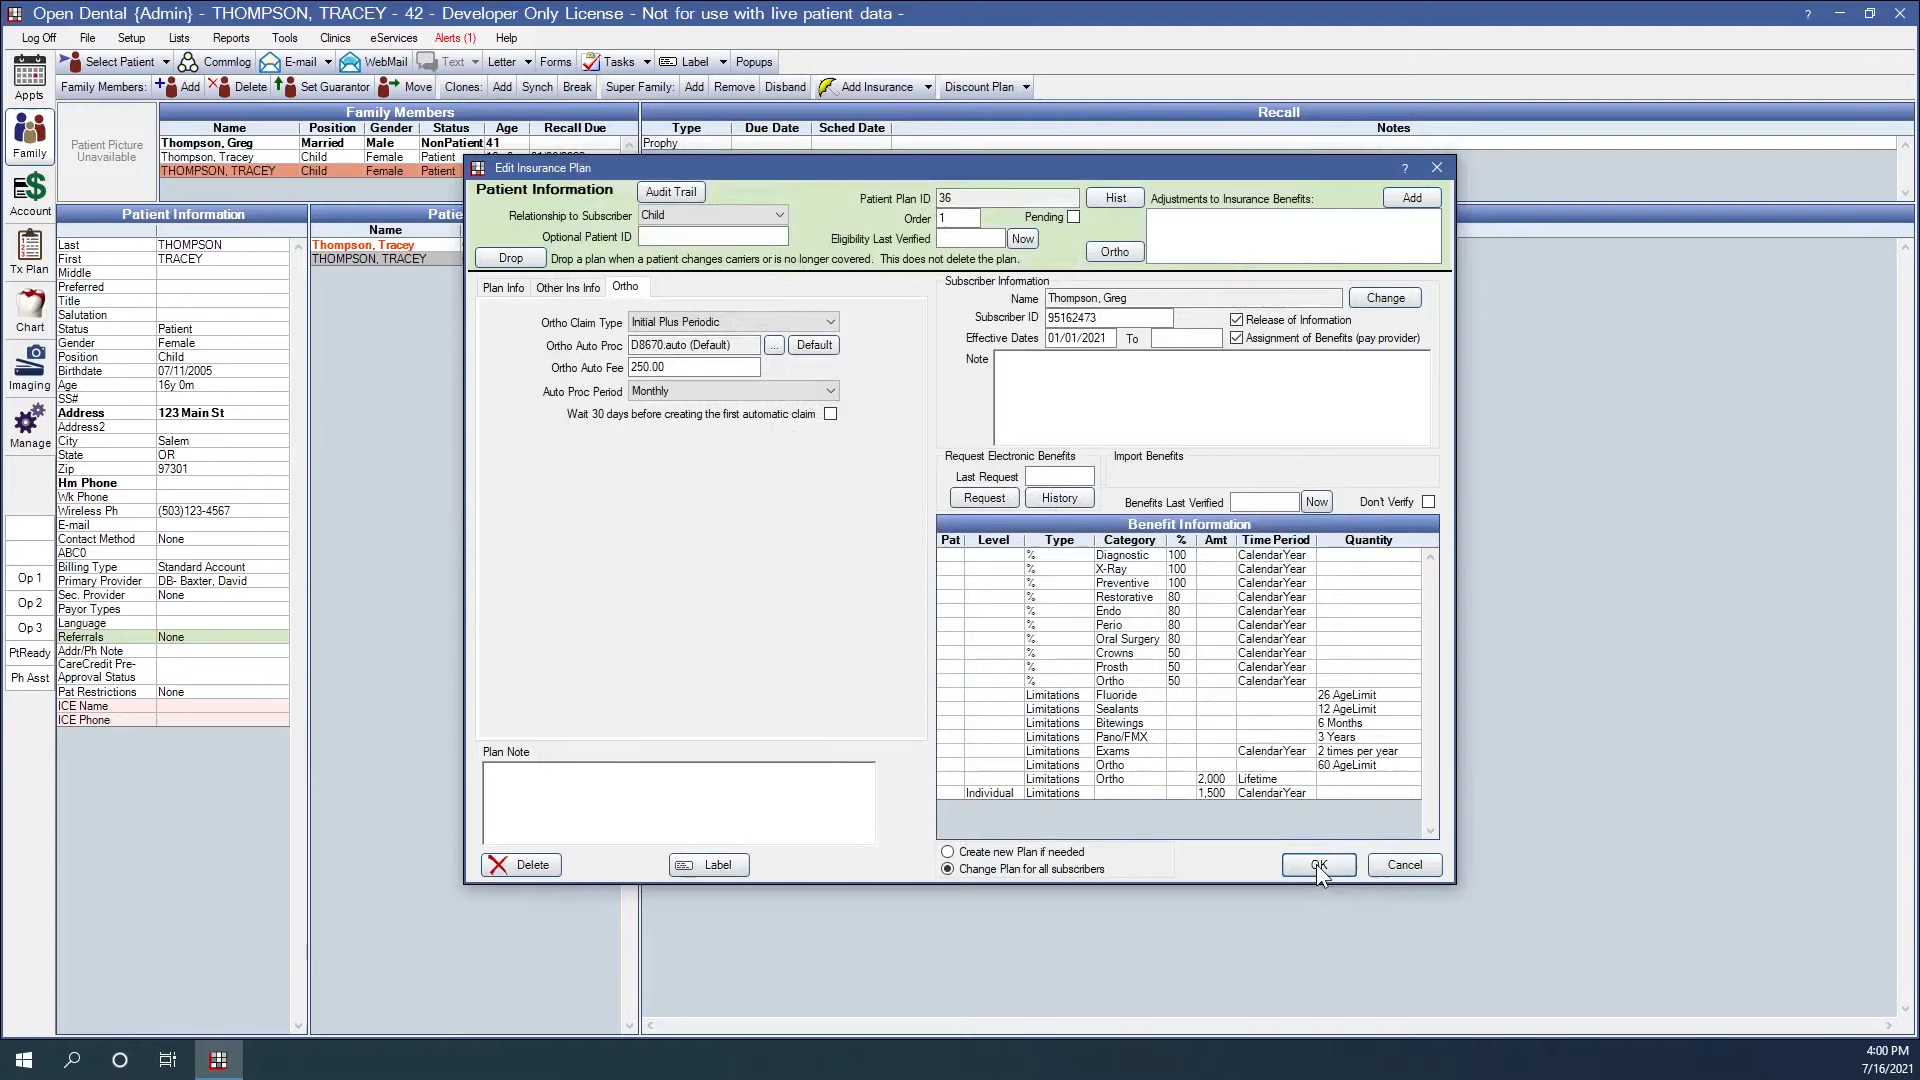 Open Dental {Admin} - THOMPSON, TRACEY - 42 - Developer Only License - Not for use with live patient data -
Log Off File Setup Lists Reports Tools Clinics eServices Alerts (1) Help
Select Patient Commlog E-mail WebMail Text Letter Forms Tasks Label Popups
Family Members: Add Delete Set Guarantor Move Clones: Add Synch Break Super Family: Add Remove Disband Add Insurance Discount Plan
Appts
Family
Account
Tx Plan
Chart
Imaging
Manage
Op 1
Op 2
Op 3
PtReady
Ph Asst
Patient Picture
Unavailable
Family Members
Name Position Gender Status Age Recall Due
Thompson, Greg Married Male NonPatient 41
Thompson, Tracey Child Female Patient
THOMPSON, TRACEY Child Female Patient
Recall
Type Due Date Sched Date Notes
Prophy
Patient Information
Last THOMPSON
First TRACEY
Middle
Preferred
Title
Salutation
Status Patient
Gender Female
Position Child
Birthdate 07/11/2005
Age 16y 0m
SS#
Address 123 Main St
Address2
City Salem
State OR
Zip 97301
Hm Phone
Wk Phone
Wireless Ph (503)123-4567
E-mail
Contact Method None
ABC0
Billing Type Standard Account
Primary Provider DB- Baxter, David
Sec. Provider None
Payor Types
Language
Referrals None
Addr/Ph Note
CareCredit Pre-
Approval Status
Pat Restrictions None
ICE Name
ICE Phone
Patie
Name
Thompson, Tracey
THOMPSON, TRACEY
Edit Insurance Plan
Patient Information Audit Trail
Relationship to Subscriber Child
Optional Patient ID
Drop Drop a plan when a patient changes carriers or is no longer covered. This does not delete the plan.
Patient Plan ID 36 Hist
Order 1 Pending
Eligibility Last Verified Now
Ortho
Adjustments to Insurance Benefits: Add
Plan Info Other Ins Info Ortho
Ortho Claim Type Initial Plus Periodic
Ortho Auto Proc D8670.auto (Default) ... Default
Ortho Auto Fee 250.00
Auto Proc Period Monthly
Wait 30 days before creating the first automatic claim
Plan Note
Delete Label
Subscriber Information
Name Thompson, Greg Change
Subscriber ID 95162473 Release of Information
Effective Dates 01/01/2021 To Assignment of Benefits (pay provider)
Note
Request Electronic Benefits
Last Request
Request History
Import Benefits
Benefits Last Verified Now Don't Verify
Benefit Information
Pat Level Type Category % Amt Time Period Quantity
% Diagnostic 100 CalendarYear
% X-Ray 100 CalendarYear
% Preventive 100 CalendarYear
% Restorative 80 CalendarYear
% Endo 80 CalendarYear
% Perio 80 CalendarYear
% Oral Surgery 80 CalendarYear
% Crowns 50 CalendarYear
% Prosth 50 CalendarYear
% Ortho 50 CalendarYear
Limitations Fluoride 26 AgeLimit
Limitations Sealants 12 AgeLimit
Limitations Bitewings 6 Months
Limitations Pano/FMX 3 Years
Limitations Exams CalendarYear 2 times per year
Limitations Ortho 60 AgeLimit
Limitations Ortho 2,000 Lifetime
Individual Limitations 1,500 CalendarYear
Create new Plan if needed
Change Plan for all subscribers
OK Cancel
4:00 PM
7/16/2021